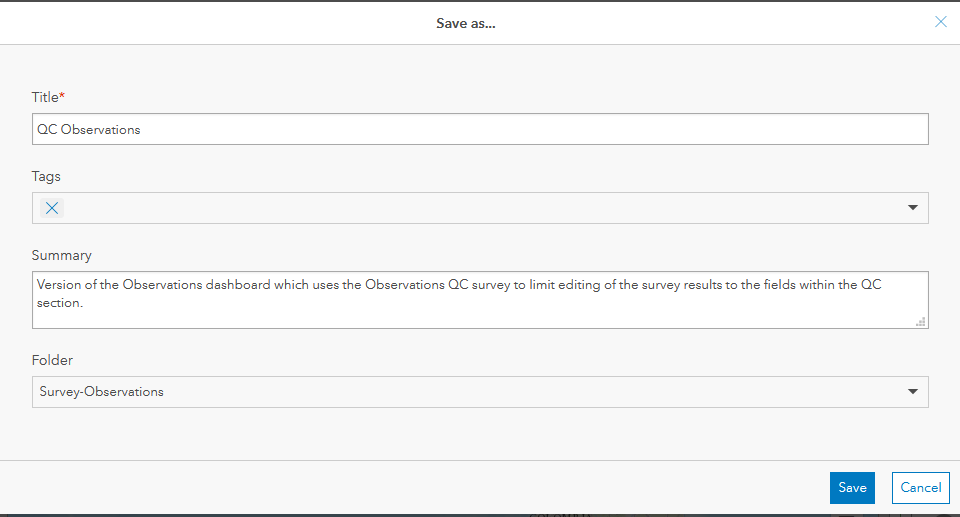 Save as...
Title*
QC Observations
Tags
Summary
Version of the Observations dashboard which uses the Observations QC survey to limit editing of the survey results to the fields within the QC
section.
Folder
Survey-Observations
Save
Cancel